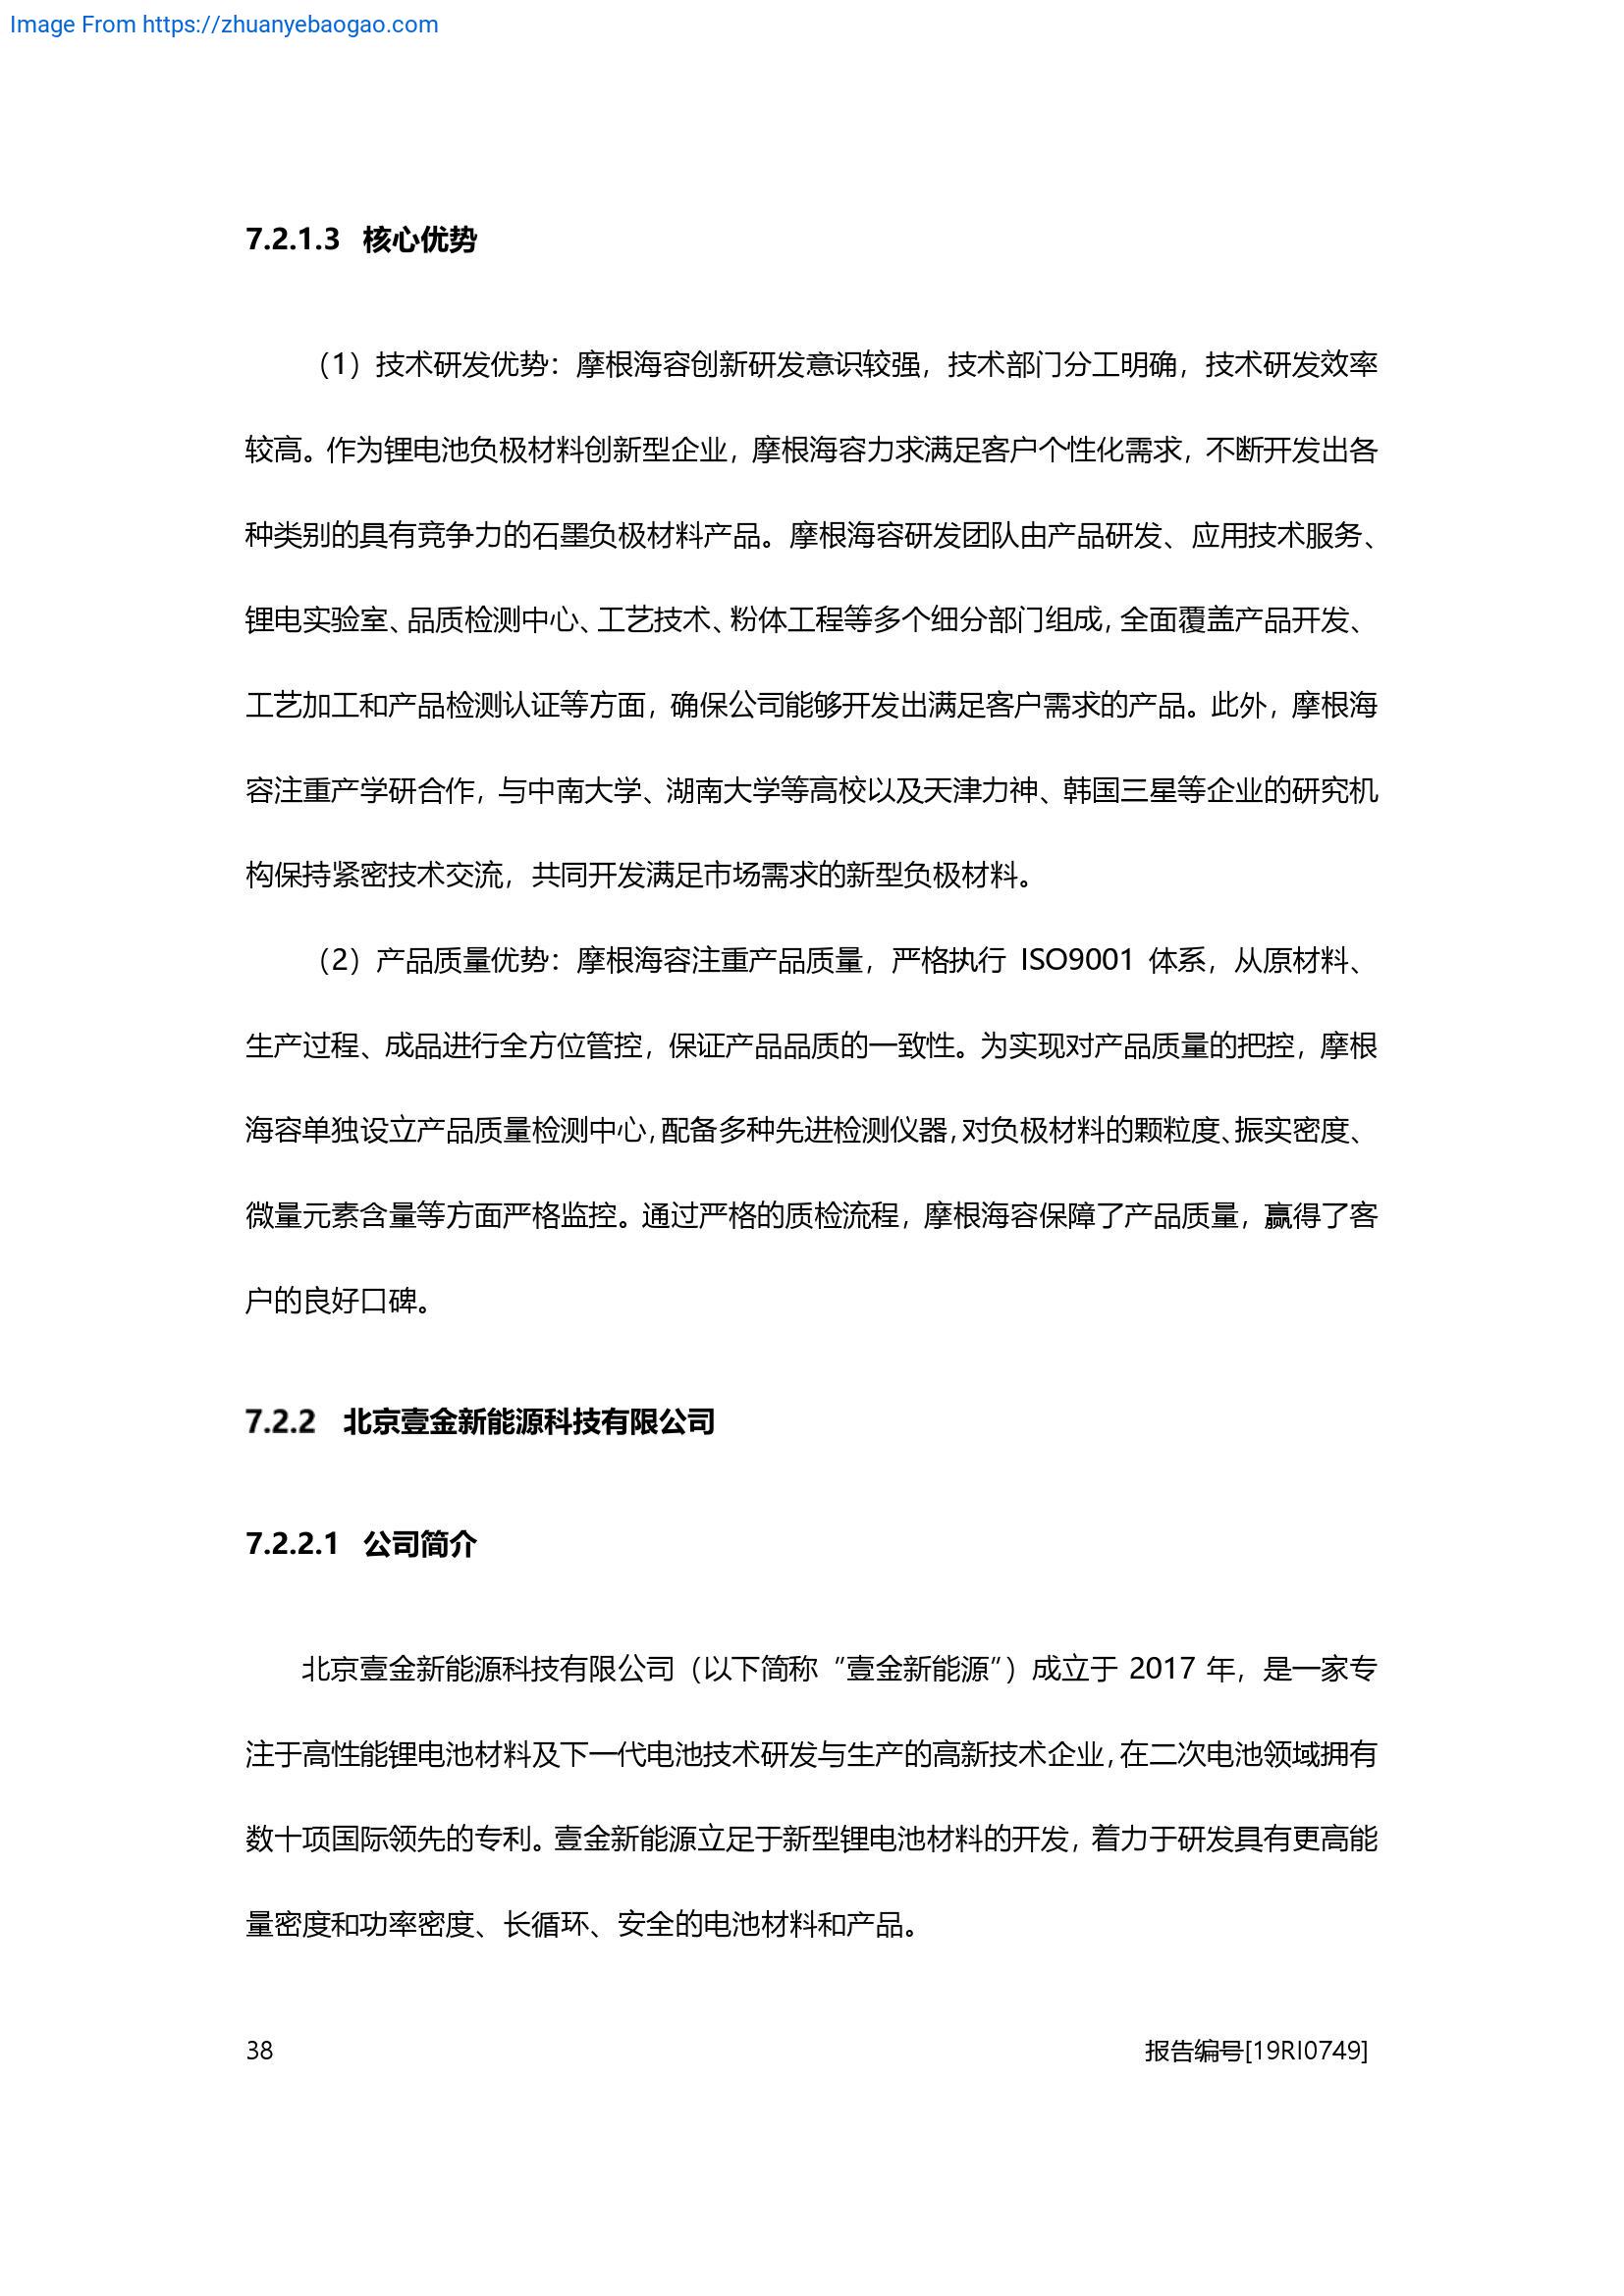 Image From https://zhuanyebaogao.com
7.2.1.3 核心优势
（1）技术研发优势：摩根海容创新研发意识较强，技术部门分工明确，技术研发效率
较高。作为锂电池负极材料创新型企业，摩根海容力求满足客户个性化需求，不断开发出各
种类别的具有竞争力的石墨负极材料产品。摩根海容研发团队由产品研发、应用技术服务、
锂电实验室、品质检测中心、工艺技术、粉体工程等多个细分部门组成，全面覆盖产品开发、
工艺加工和产品检测认证等方面，确保公司能够开发出满足客户需求的产品。此外，摩根海
容注重产学研合作，与中南大学、湖南大学等高校以及天津力神、韩国三星等企业的研究机
构保持紧密技术交流，共同开发满足市场需求的新型负极材料。
（2）产品质量优势：摩根海容注重产品质量，严格执行 ISO9001 体系，从原材料、
生产过程、成品进行全方位管控，保证产品品质的一致性。为实现对产品质量的把控，摩根
海容单独设立产品质量检测中心，配备多种先进检测仪器，对负极材料的颗粒度、振实密度、
微量元素含量等方面严格监控。通过严格的质检流程，摩根海容保障了产品质量，赢得了客
户的良好口碑。
7.2.2 北京壹金新能源科技有限公司
7.2.2.1 公司简介
北京壹金新能源科技有限公司（以下简称“壹金新能源”）成立于 2017 年，是一家专
注于高性能锂电池材料及下一代电池技术研发与生产的高新技术企业，在二次电池领域拥有
数十项国际领先的专利。壹金新能源立足于新型锂电池材料的开发，着力于研发具有更高能
量密度和功率密度、长循环、安全的电池材料和产品。
38 报告编号[19RI0749]